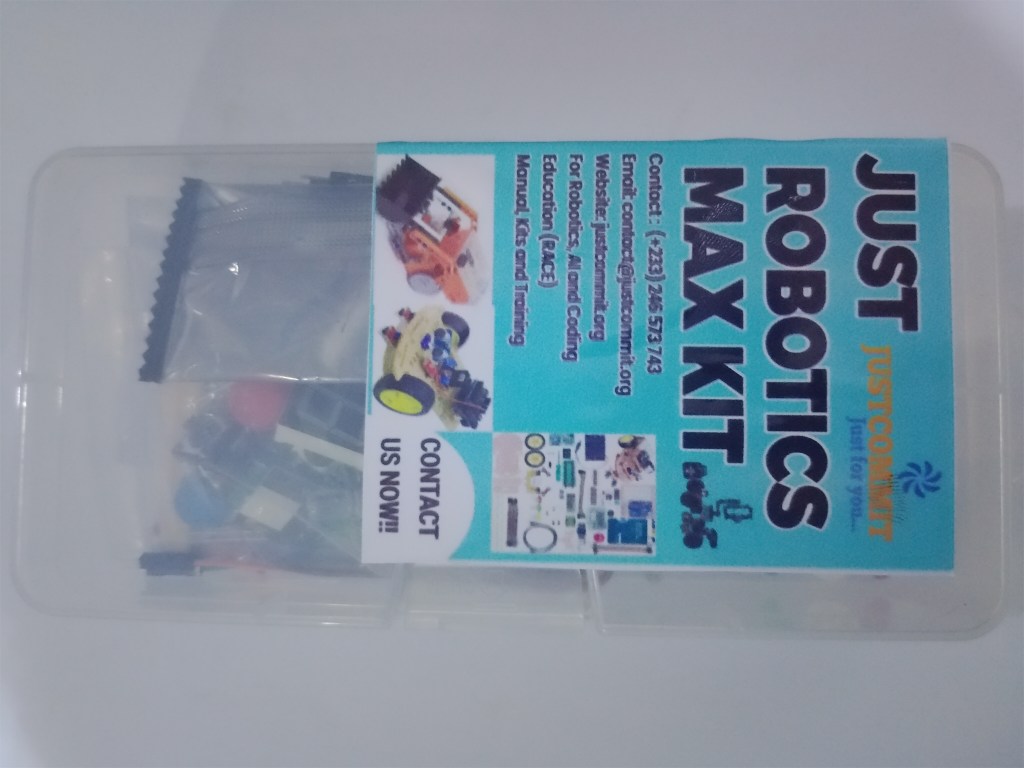 JUST
ROBOTICS
MAX KIT
JUSTCOMMIT
just for you...
Contact : (+233) 246 573 743
Email: contact@justcommit.org
Website: justcommit.org
For Robotics, AI and Coding
Education (RACE)
Manual, Kits and Training
CONTACT
US NOW!!